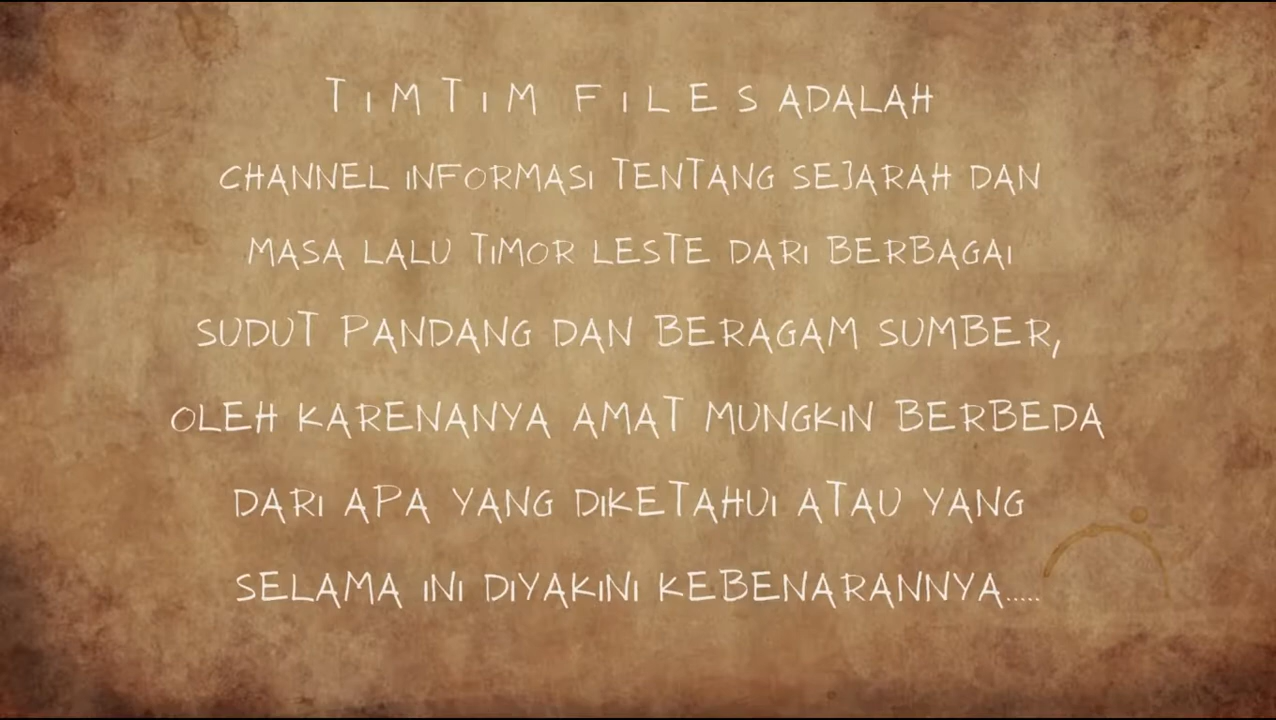 TIMTIM FILES ADALAH
CHANNEL INFORMASI TENTANG SEJARAH DAN
MASA LALU TIMOR LESTE DARI BERBAGAI
SUDUT PANDANG DAN BERAGAM SUMBER,
OLEH KARENANYA AMAT MUNGKIN BERBEDA
DARI APA YANG DIKETAHUI ATAU YANG
SELAMA INI DIYAKINI KEBENARANNYA.....